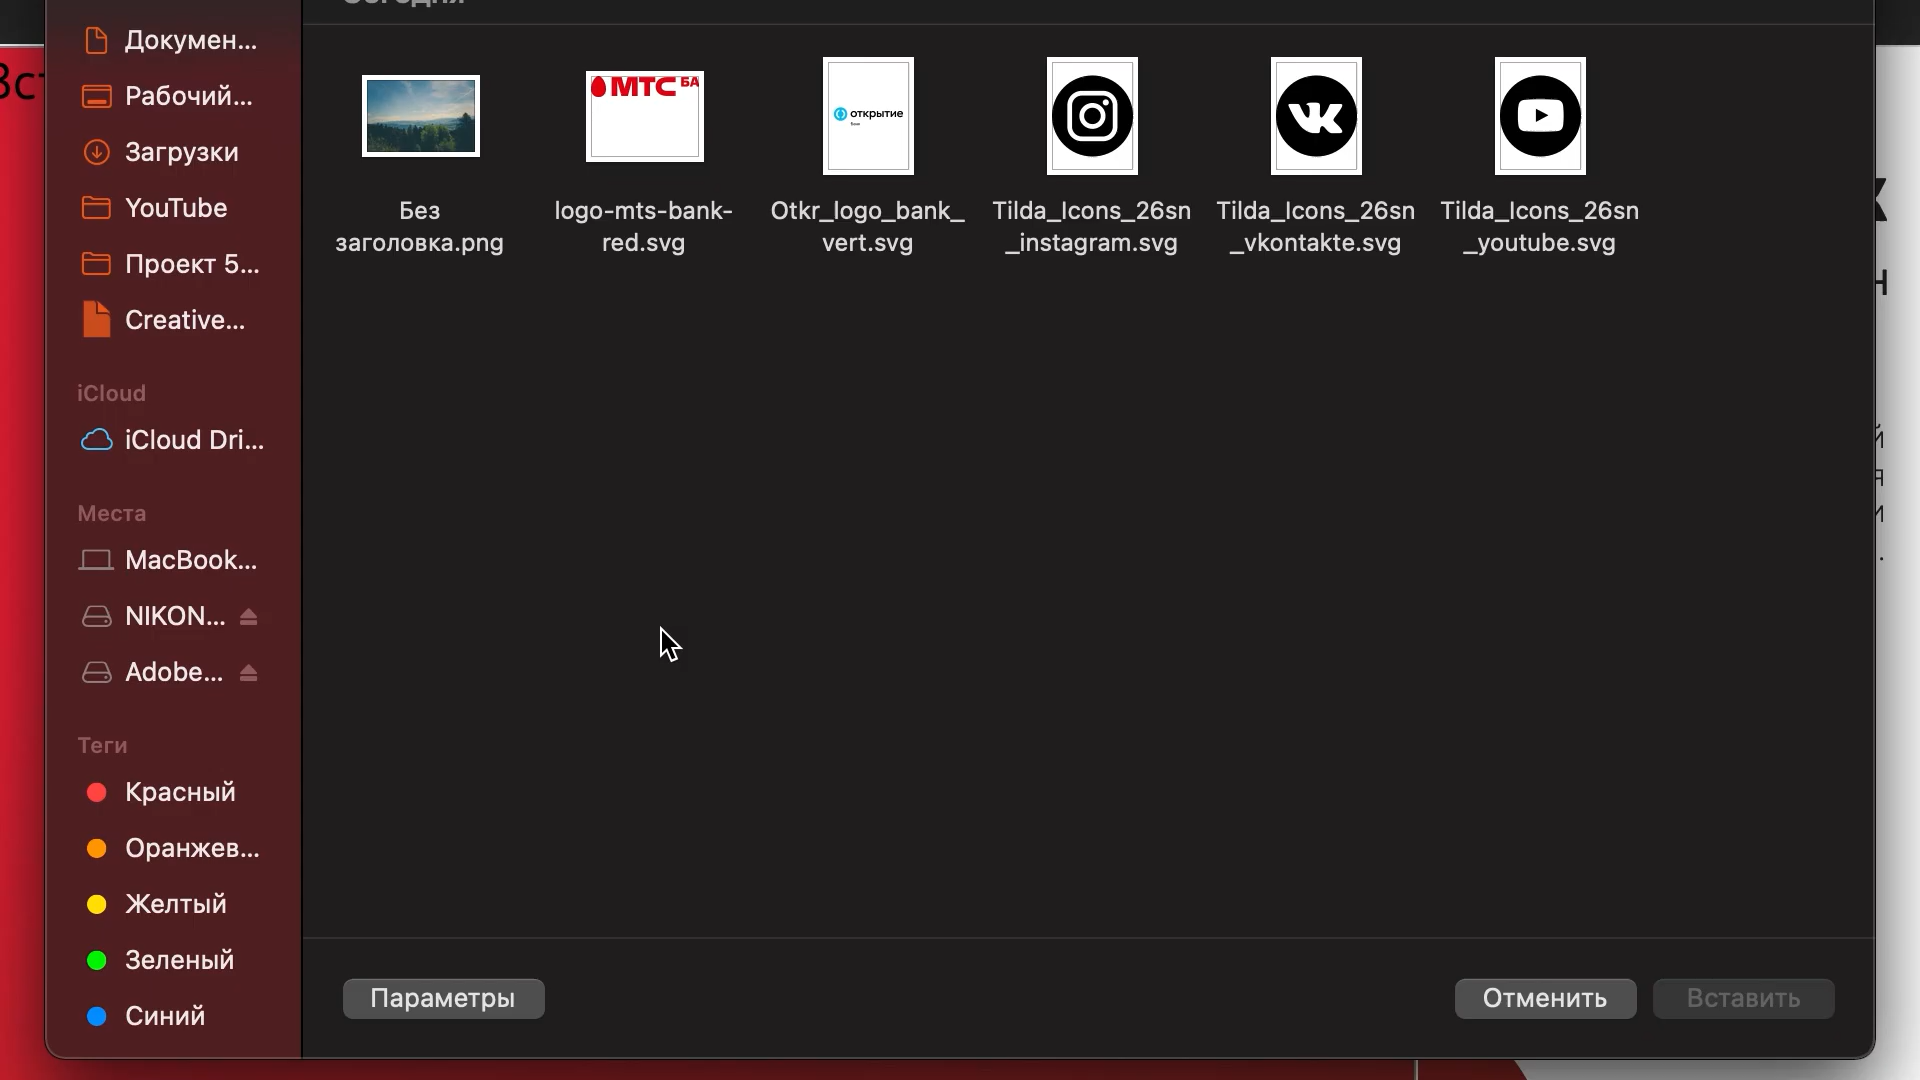 Сегодня
Докумен...
Рабочий...
Загрузки
YouTube
Проект 5...
Creative...
iCloud
iCloud Dri...
Места
MacBook...
NIKON...
Adobe...
Теги
Красный
Оранжев...
Желтый
Зеленый
Синий
МТС БА
открытие
Без
заголовка.png
logo-mts-bank-
red.svg
Otkr_logo_bank_
vert.svg
Tilda_Icons_26sn
_instagram.svg
Tilda_Icons_26sn
_vkontakte.svg
Tilda_Icons_26sn
_youtube.svg
Параметры
Отменить
Вставить